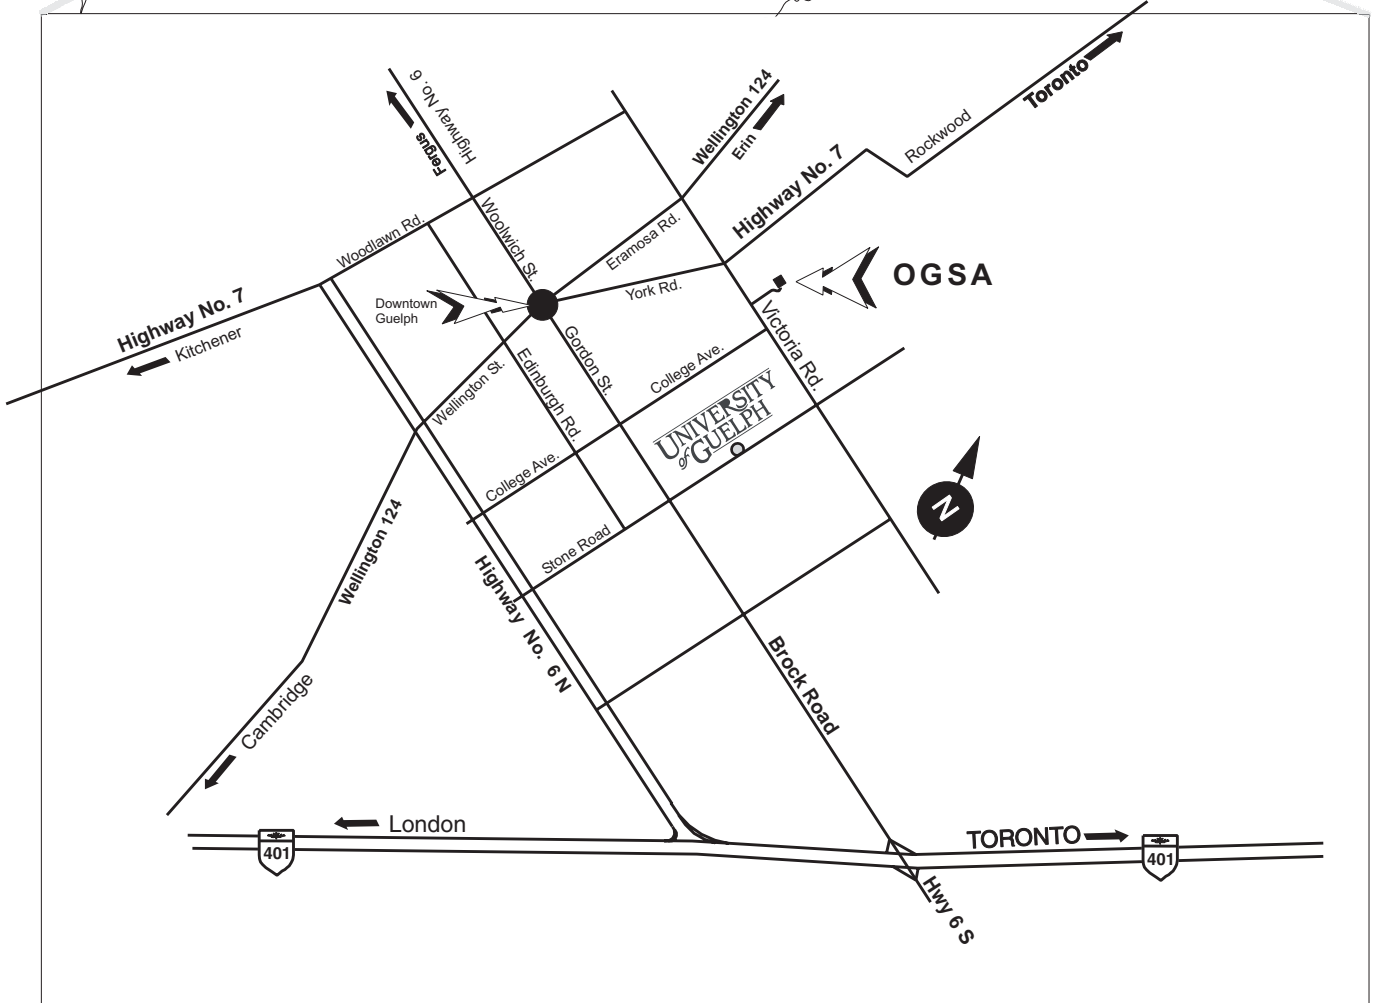 Highway No. 6
Fergus
Wellington 124
Erin
Toronto
Rockwood
Highway No. 7
Woodlawn Rd.
Woolwich St.
Eramosa Rd.
York Rd.
OGSA
Highway No. 7
Kitchener
Downtown
Guelph
Gordon St.
Victoria Rd.
College Ave.
Wellington St.
Edinburgh Rd.
UNIVERSITY
of GUELPH
College Ave.
Stone Road
N
Wellington 124
Highway No. 6 N
Brock Road
Cambridge
London
401
TORONTO
401
Hwy 6 S